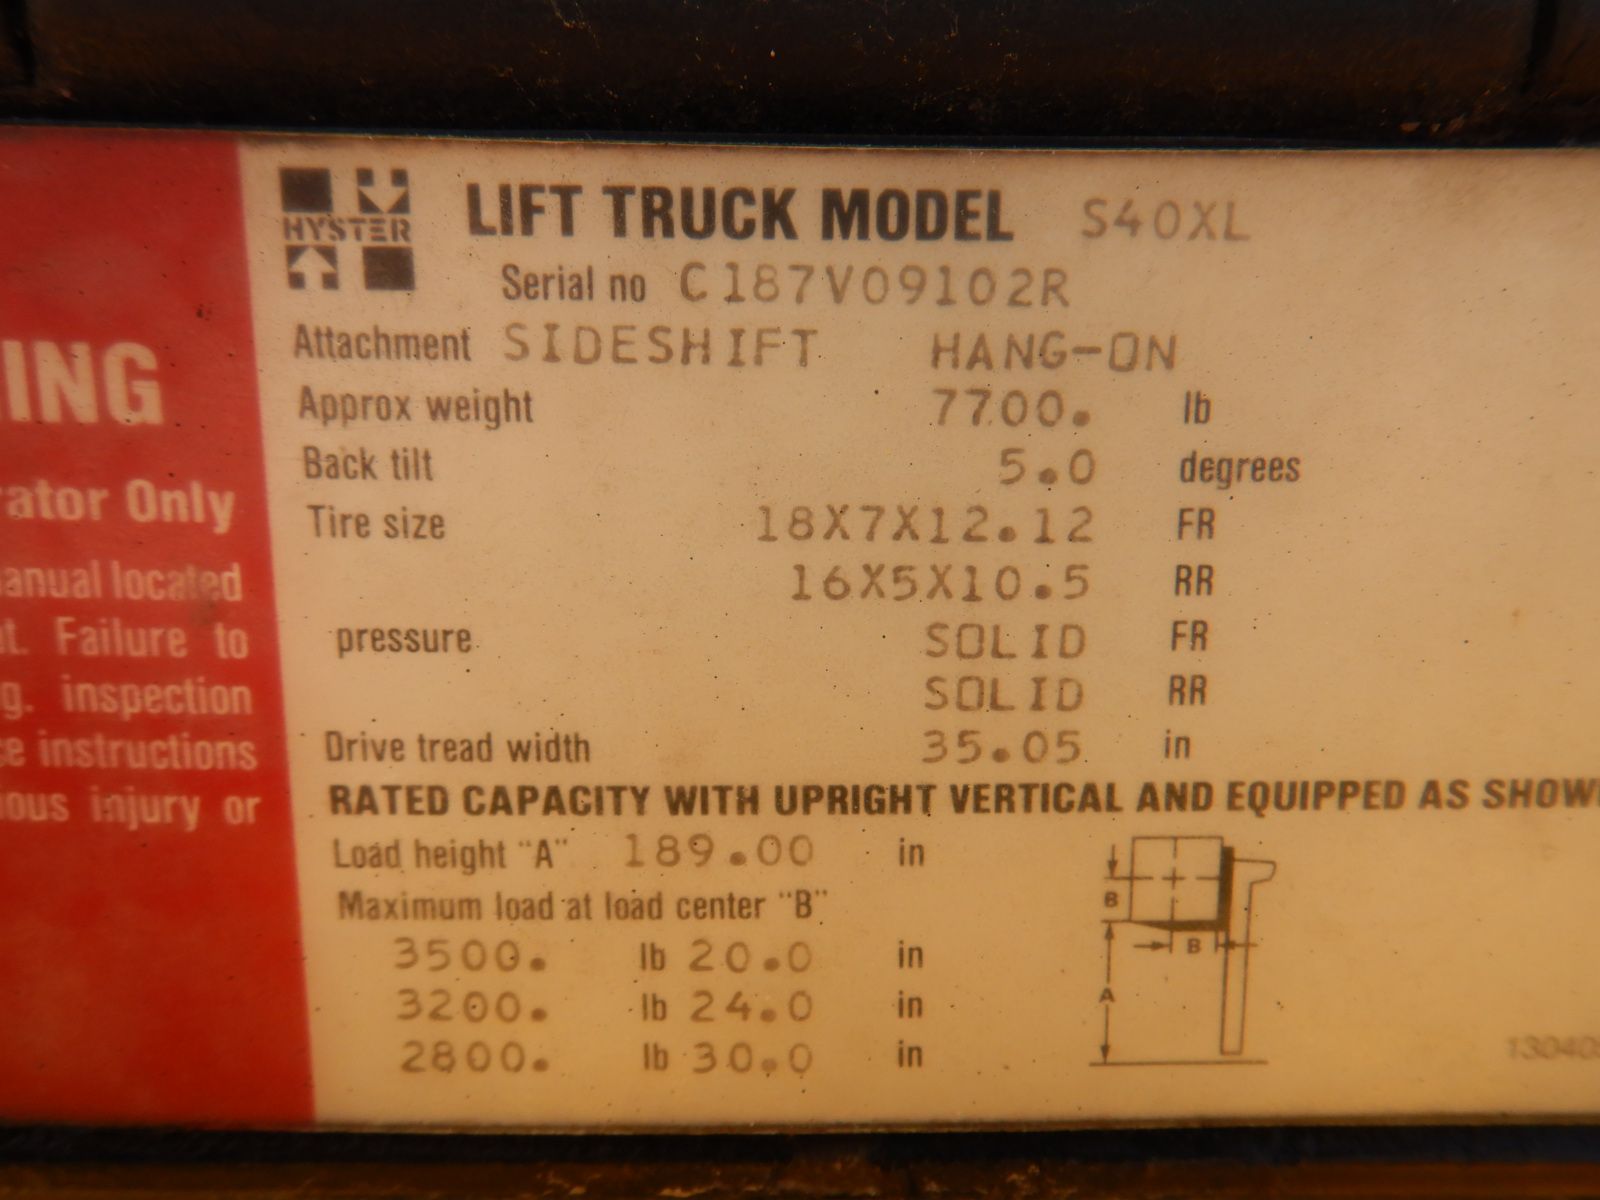 HYSTER
LIFT TRUCK MODEL S40XL
Serial no C187V09102R
Attachment SIDESHIFT HANG-ON
Approx weight 7700. lb
Back tilt 5.0 degrees
Tire size 18X7X12.12 FR
16X5X10.5 RR
pressure SOLID FR
SOLID RR
Drive tread width 35.05 in
RATED CAPACITY WITH UPRIGHT VERTICAL AND EQUIPPED AS SHOW
Load height "A" 189.00 in
Maximum load at load center "B"
3500. lb 20.0 in
3200. lb 24.0 in
2800. lb 30.0 in
B
B
A
ING
rator Only
anual located
t. Failure to
g. inspection
ce instructions
ious injury or